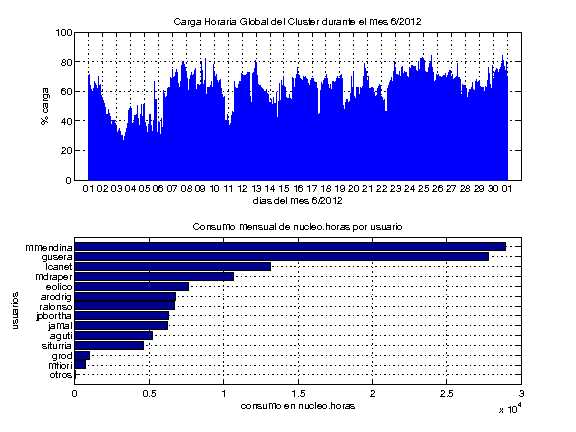 Carga Horaria Global del Cluster durante el mes 6/2012
100
80
60
40
20
0
% carga
01 02 03 04 05 06 07 08 09 10 11 12 13 14 15 16 17 18 19 20 21 22 23 24 25 26 27 28 29 30 01
dias del mes 6/2012
Consumo mensual de nucleo.horas por usuario
mmendina
gusera
lcanet
mdraper
eolico
arodrig
ralonso
jpbortha
jamal
aguti
siturria
grod
mfiori
otros
usuarios
0 0.5 1 1.5 2 2.5 3
x 10^4
consumo en nucleo.horas